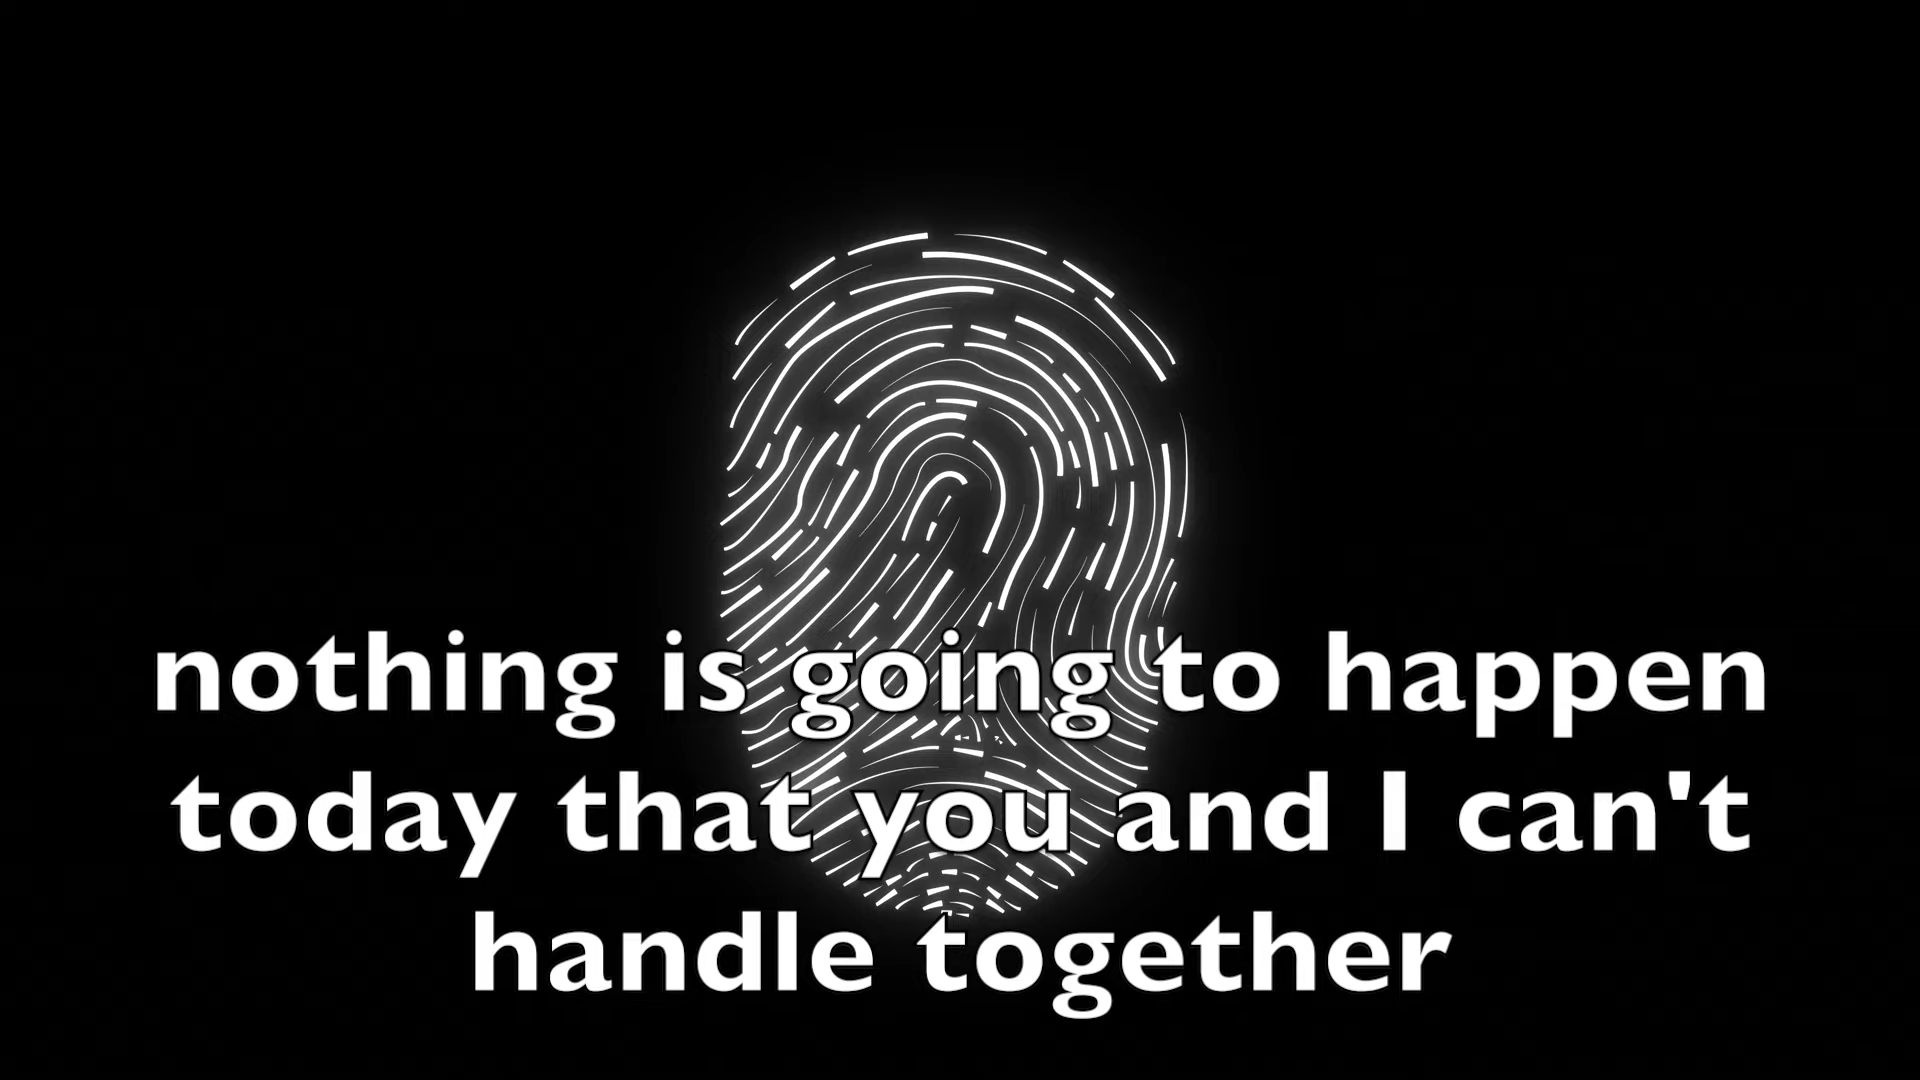 nothing is going to happen
today that you and I can't
handle together